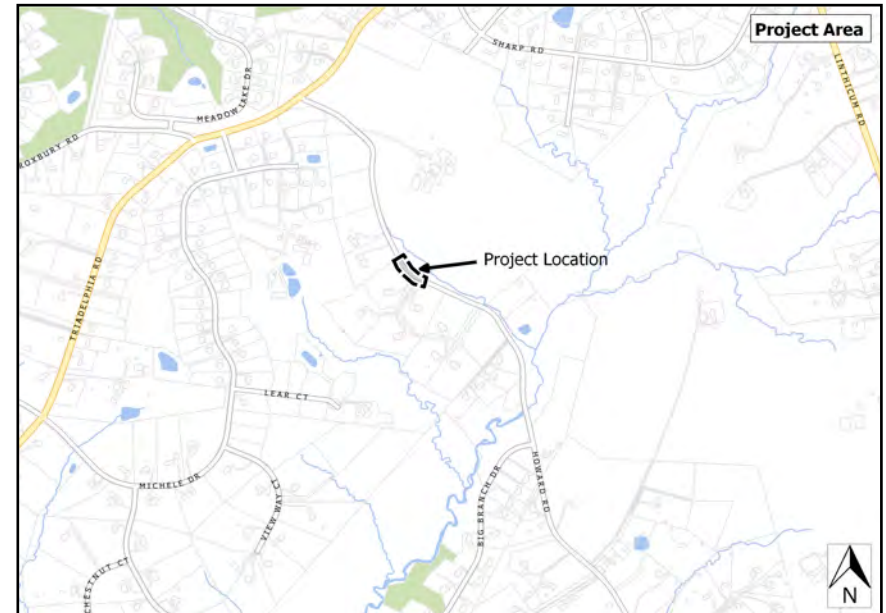 Project Area
SHARP RD
LINTHICUM RD
MEADOW LAKE DR
ROXBURY RD
Project Location
TRIADELPHIA RD
LEAR CT
MICHELE DR
VIEW WAY CT
BIG BRANCH DR
HOWARD RD
CHESTNUT CT
N